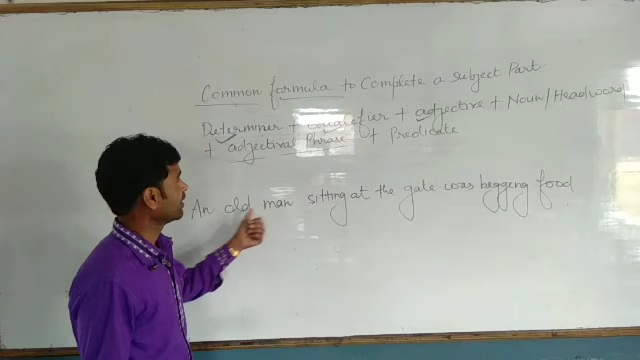 Common formula to Complete a Subject Part
Determiner + Qualifier + adjective + Noun/Headword
+ adjectival Phrase + Predicate
An old man sitting at the gate was begging food